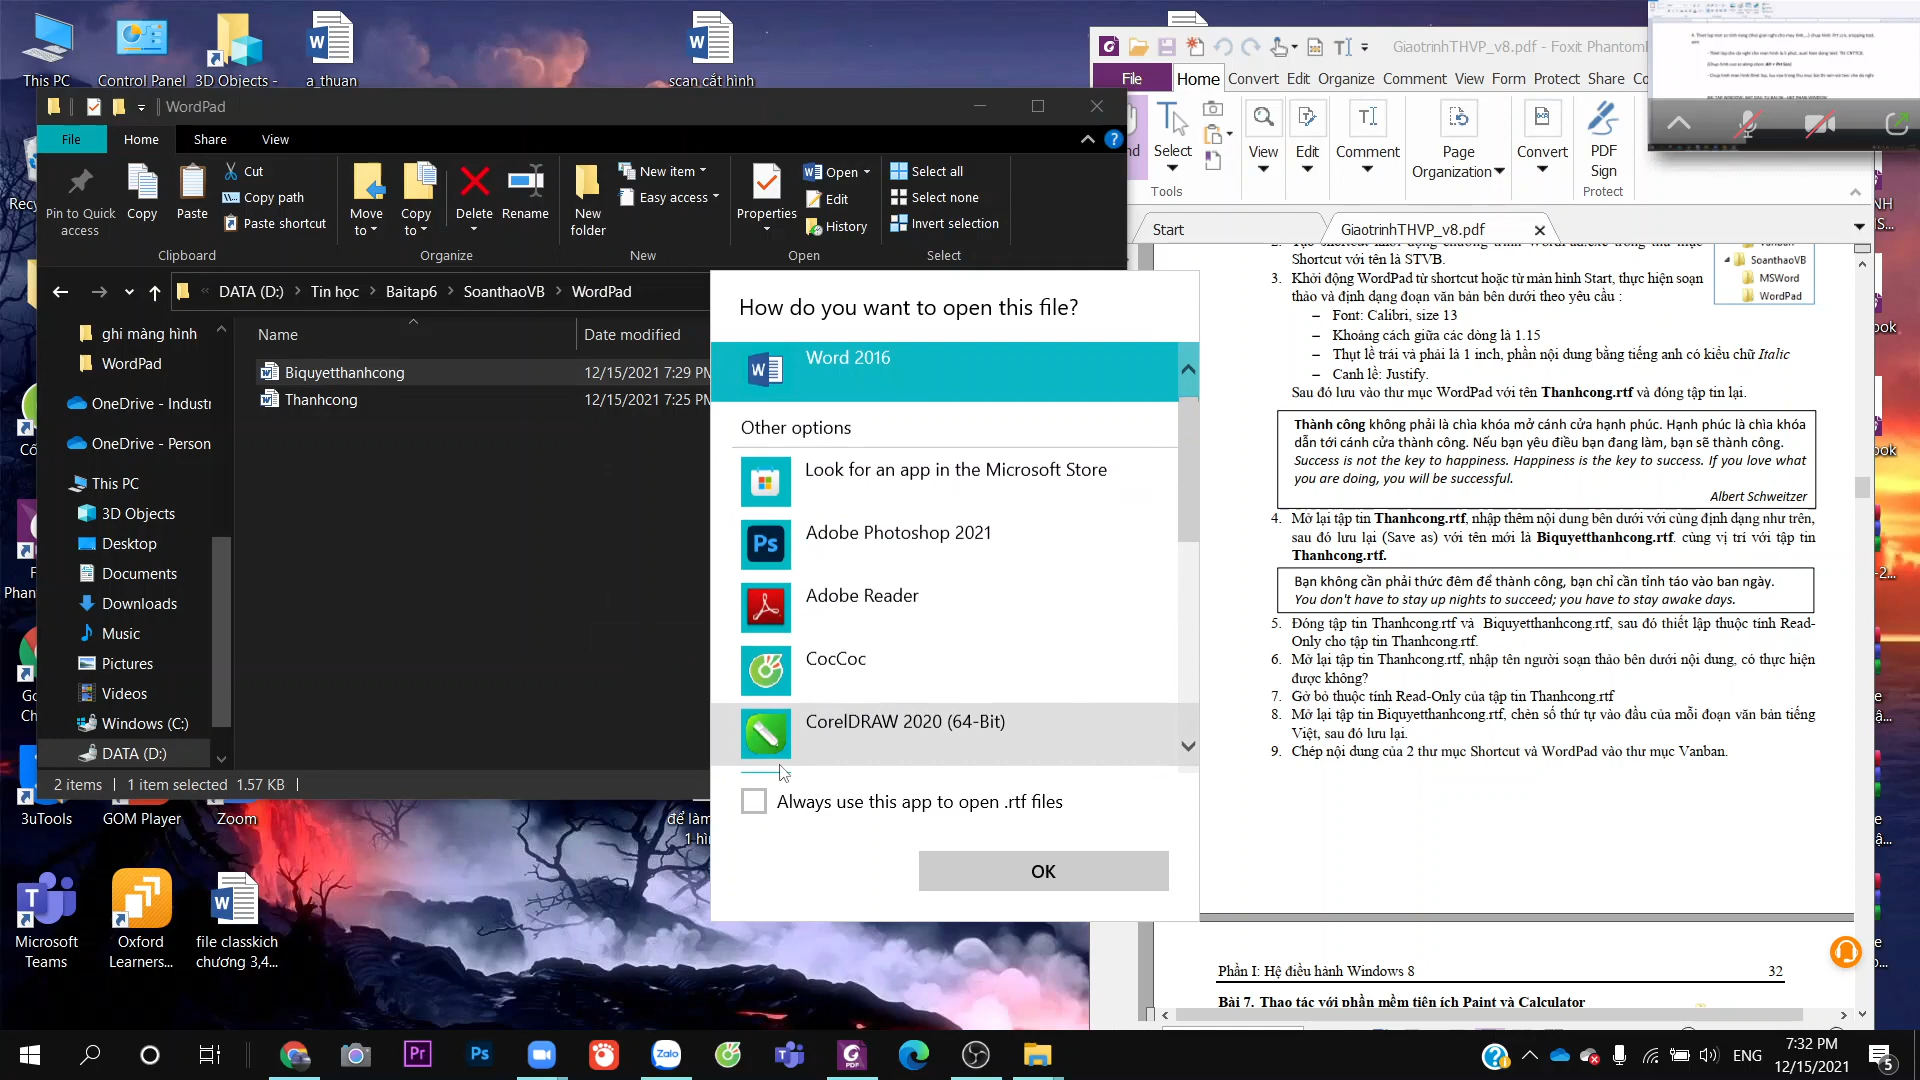 This PC
Control Panel
3D Objects -
a_thuan
scan cắt hình
WordPad
File
Home
Share
View
Pin to Quick
access
Copy
Paste
Cut
Copy path
Paste shortcut
Move
to
Copy
to
Delete
Rename
New
folder
New item
Easy access
Properties
Open
Edit
History
Select all
Select none
Invert selection
Clipboard
Organize
New
Open
Select
DATA (D:)
Tin học
Baitap6
SoanthaoVB
WordPad
ghi màng hình
WordPad
OneDrive - Industr
OneDrive - Person
This PC
3D Objects
Desktop
Documents
Downloads
Music
Pictures
Videos
Windows (C:)
DATA (D:)
Name
Date modified
Biquyetthanhcong
12/15/2021 7:29 PM
Thanhcong
12/15/2021 7:25 PM
2 items
1 item selected 1.57 KB
How do you want to open this file?
Word 2016
Other options
Look for an app in the Microsoft Store
Adobe Photoshop 2021
Adobe Reader
CocCoc
CorelDRAW 2020 (64-Bit)
Always use this app to open .rtf files
OK
GiaotrinhTHVP_v8.pdf - Foxit Phantoml
File
Home
Convert
Edit
Organize
Comment
View
Form
Protect
Share
Select
View
Edit
Comment
Page
Organization
Convert
PDF
Sign
Tools
Protect
Start
GiaotrinhTHVP_v8.pdf
Shortcut với tên là STVB.
3. Khởi động WordPad từ shortcut hoặc từ màn hình Start, thực hiện soạn
thảo và định dạng đoạn văn bản bên dưới theo yêu cầu :
– Font: Calibri, size 13
– Khoảng cách giữa các dòng là 1.15
– Thụt lề trái và phải là 1 inch, phần nội dung bằng tiếng anh có kiểu chữ Italic
– Canh lề: Justify.
Sau đó lưu vào thư mục WordPad với tên Thanhcong.rtf và đóng tập tin lại.
SoanthaoVB
MSWord
WordPad
Thành công không phải là chìa khóa mở cánh cửa hạnh phúc. Hạnh phúc là chìa khóa
dẫn tới cánh cửa thành công. Nếu bạn yêu điều bạn đang làm, bạn sẽ thành công.
Success is not the key to happiness. Happiness is the key to success. If you love what
you are doing, you will be successful.
Albert Schweitzer
4. Mở lại tập tin Thanhcong.rtf, nhập thêm nội dung bên dưới với cùng định dạng như trên,
sau đó lưu lại (Save as) với tên mới là Biquyetthanhcong.rtf. cùng vị trí với tập tin
Thanhcong.rtf.
Bạn không cần phải thức đêm để thành công, bạn chỉ cần tỉnh táo vào ban ngày.
You don't have to stay up nights to succeed; you have to stay awake days.
5. Đóng tập tin Thanhcong.rtf và Biquyetthanhcong.rtf, sau đó thiết lập thuộc tính Read-
Only cho tập tin Thanhcong.rtf.
6. Mở lại tập tin Thanhcong.rtf, nhập tên người soạn thảo bên dưới nội dung, có thực hiện
được không?
7. Gở bỏ thuộc tính Read-Only của tập tin Thanhcong.rtf
8. Mở lại tập tin Biquyetthanhcong.rtf, chèn số thứ tự vào đầu của mỗi đoạn văn bản tiếng
Việt, sau đó lưu lại.
9. Chép nội dung của 2 thư mục Shortcut và WordPad vào thư mục Vanban.
Phần I: Hệ điều hành Windows 8
32
Bài 7. Thao tác với phần mềm tiện ích Paint và Calculator
3uTools
GOM Player
Zoom
Microsoft
Teams
Oxford
Learners...
file classkich
chương 3,4...
ENG
7:32 PM
12/15/2021
5